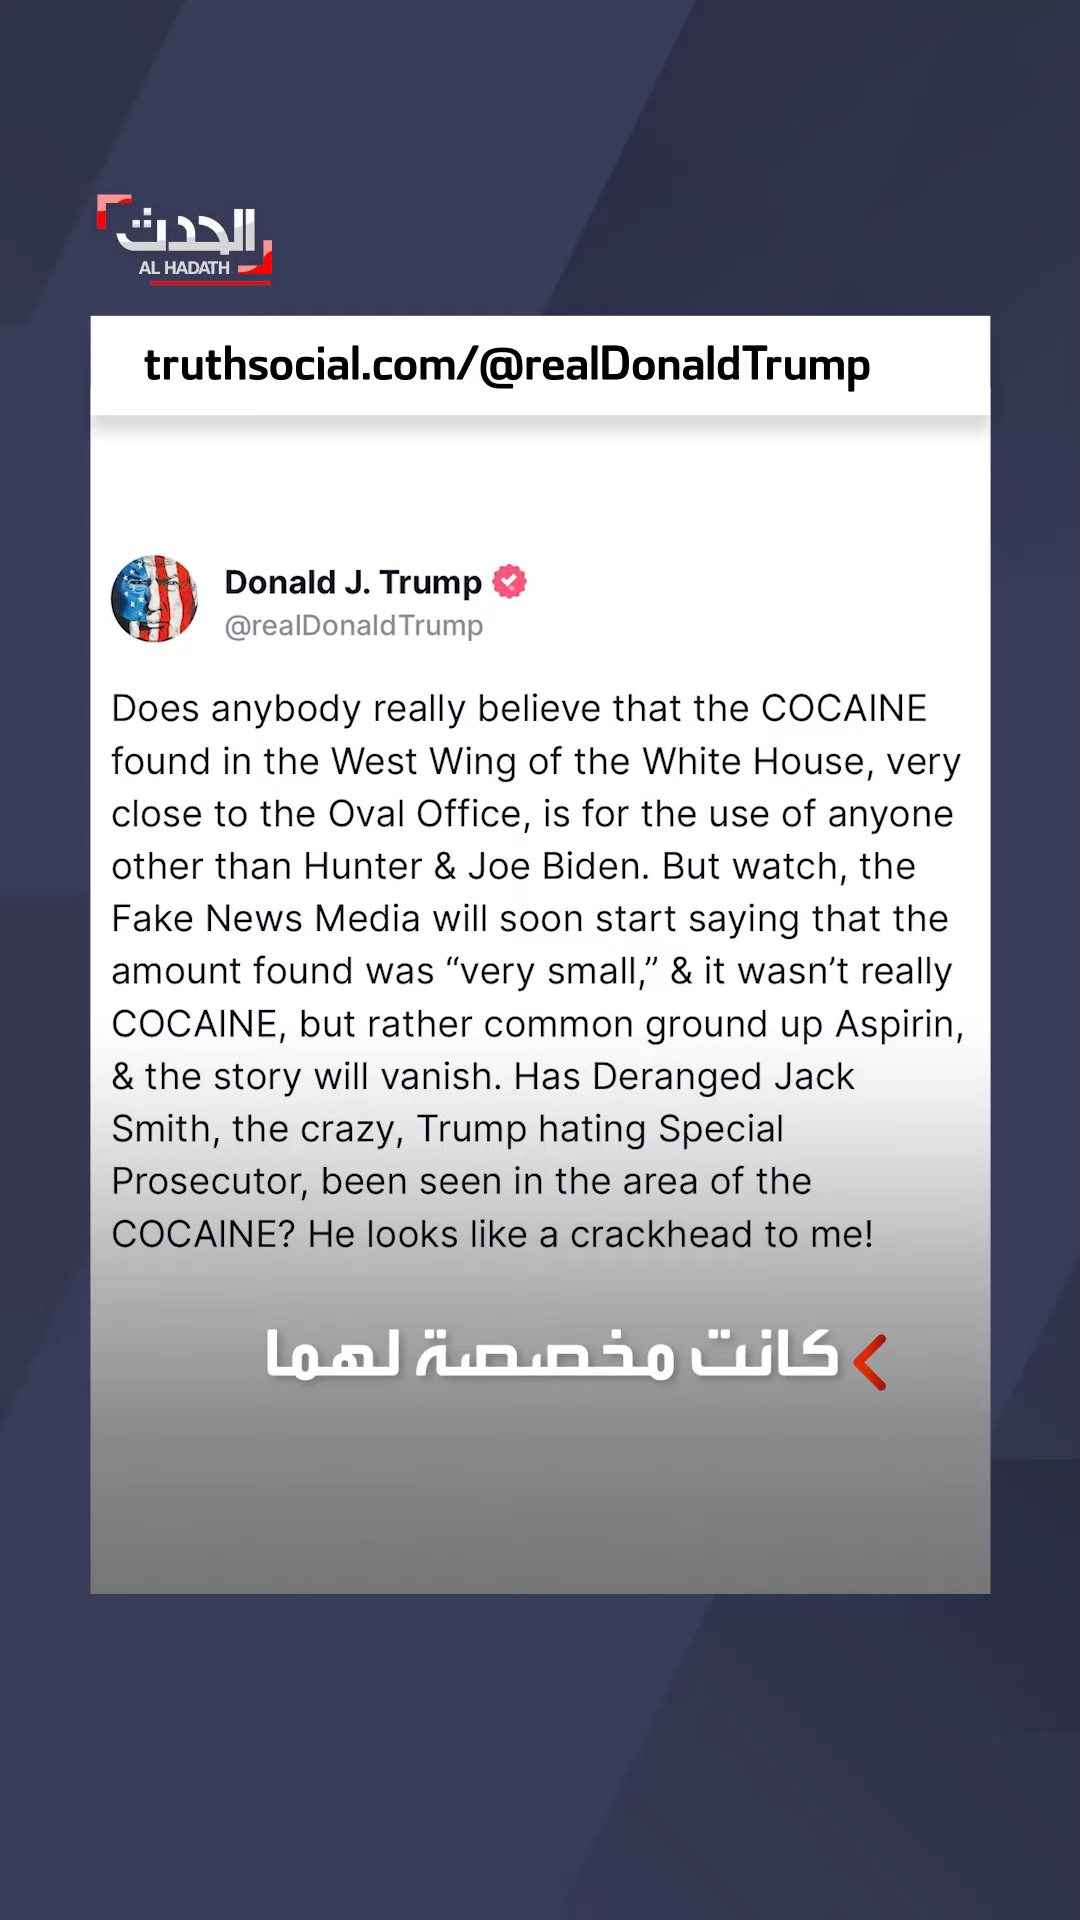 الحدث
AL HADATH
truthsocial.com/@realDonaldTrump
Donald J. Trump
@realDonaldTrump
Does anybody really believe that the COCAINE
found in the West Wing of the White House, very
close to the Oval Office, is for the use of anyone
other than Hunter & Joe Biden. But watch, the
Fake News Media will soon start saying that the
amount found was “very small,” & it wasn’t really
COCAINE, but rather common ground up Aspirin,
& the story will vanish. Has Deranged Jack
Smith, the crazy, Trump hating Special
Prosecutor, been seen in the area of the
COCAINE? He looks like a crackhead to me!
كانت مخصصة لهما